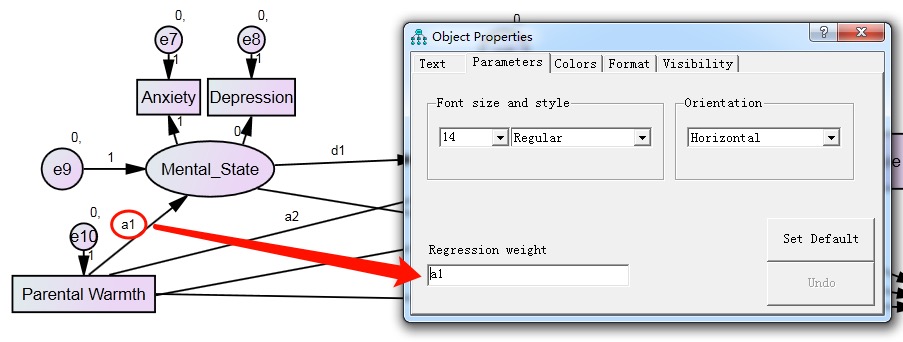 0,
e7
1
Anxiety
0,
e8
1
Depression
1
0
0,
e9
1
Mental_State
d1
0,
e10
1
a1
a2
Parental Warmth
0,
Object Properties
?
Text
Parameters
Colors
Format
Visibility
Font size and style
14
Regular
Orientation
Horizontal
Regression weight
a1
Set Default
Undo
e